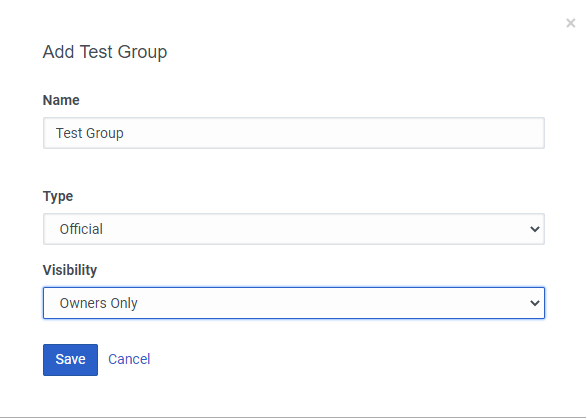 ×
Add Test Group
Name
Test Group
Type
Official
Visibility
Owners Only
Save Cancel